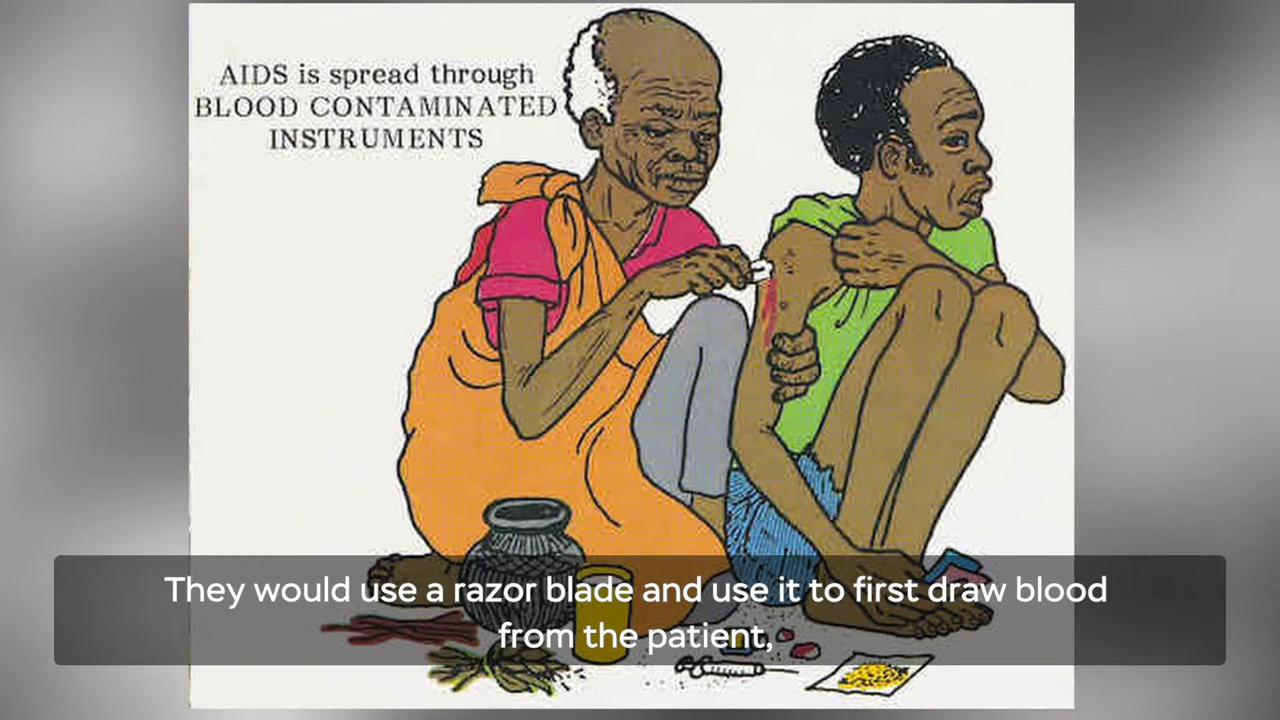 AIDS is spread through
BLOOD CONTAMINATED
INSTRUMENTS
They would use a razor blade and use it to first draw blood
from the patient,